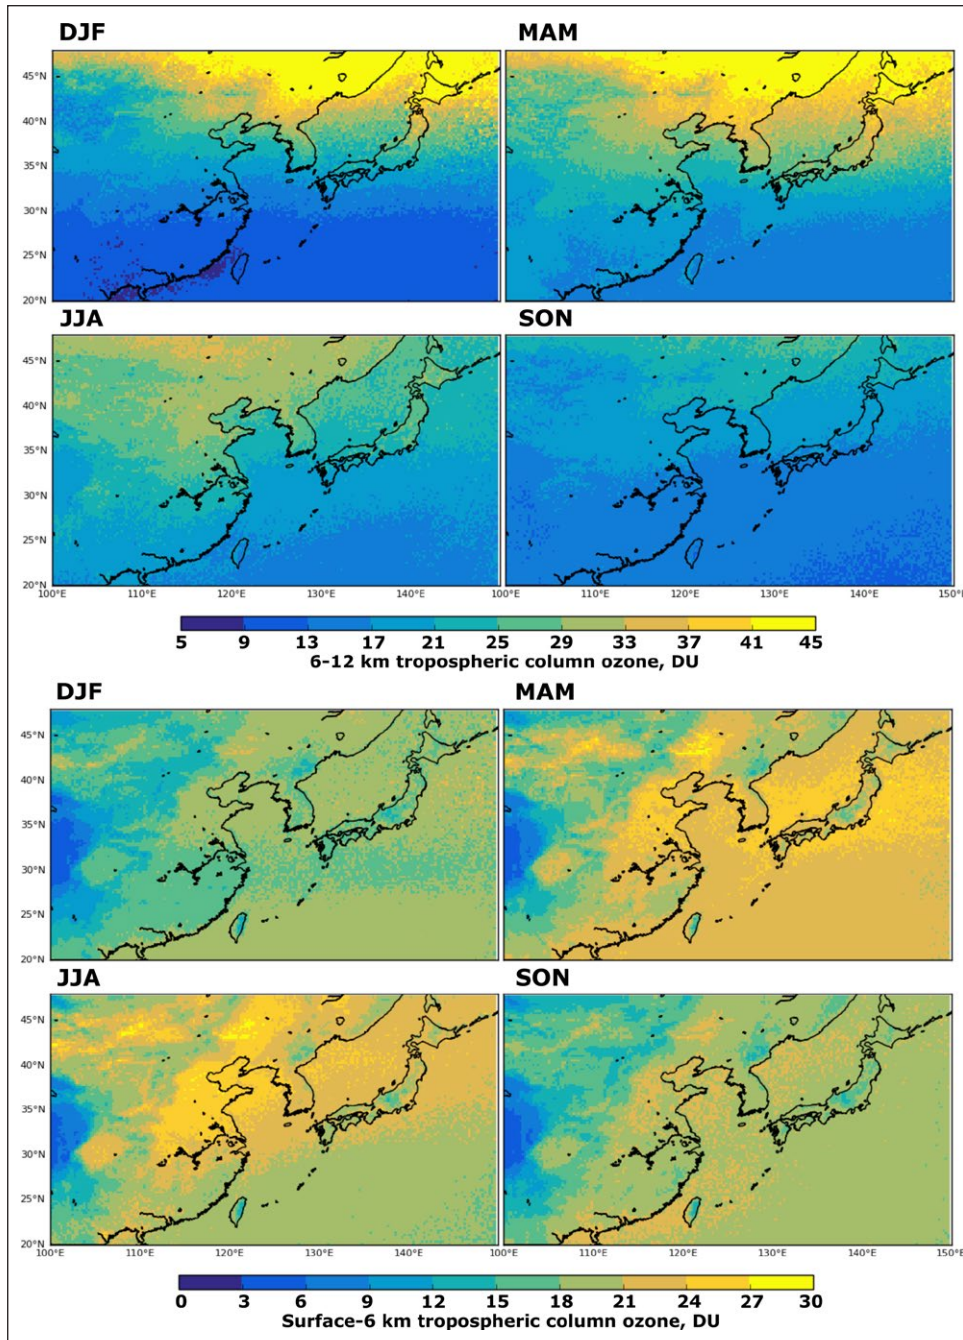 DJF MAM
45°N
40°N
35°N
30°N
25°N
20°N
JJA SON
45°N
40°N
35°N
30°N
25°N
20°N
100°E 110°E 120°E 130°E 140°E 100°E 110°E 120°E 130°E 140°E 150°E
5 9 13 17 21 25 29 33 37 41 45
6-12 km tropospheric column ozone, DU
DJF MAM
45°N
40°N
35°N
30°N
25°N
20°N
JJA SON
45°N
40°N
35°N
30°N
25°N
20°N
100°E 110°E 120°E 130°E 140°E 100°E 110°E 120°E 130°E 140°E 150°E
0 3 6 9 12 15 18 21 24 27 30
Surface-6 km tropospheric column ozone, DU